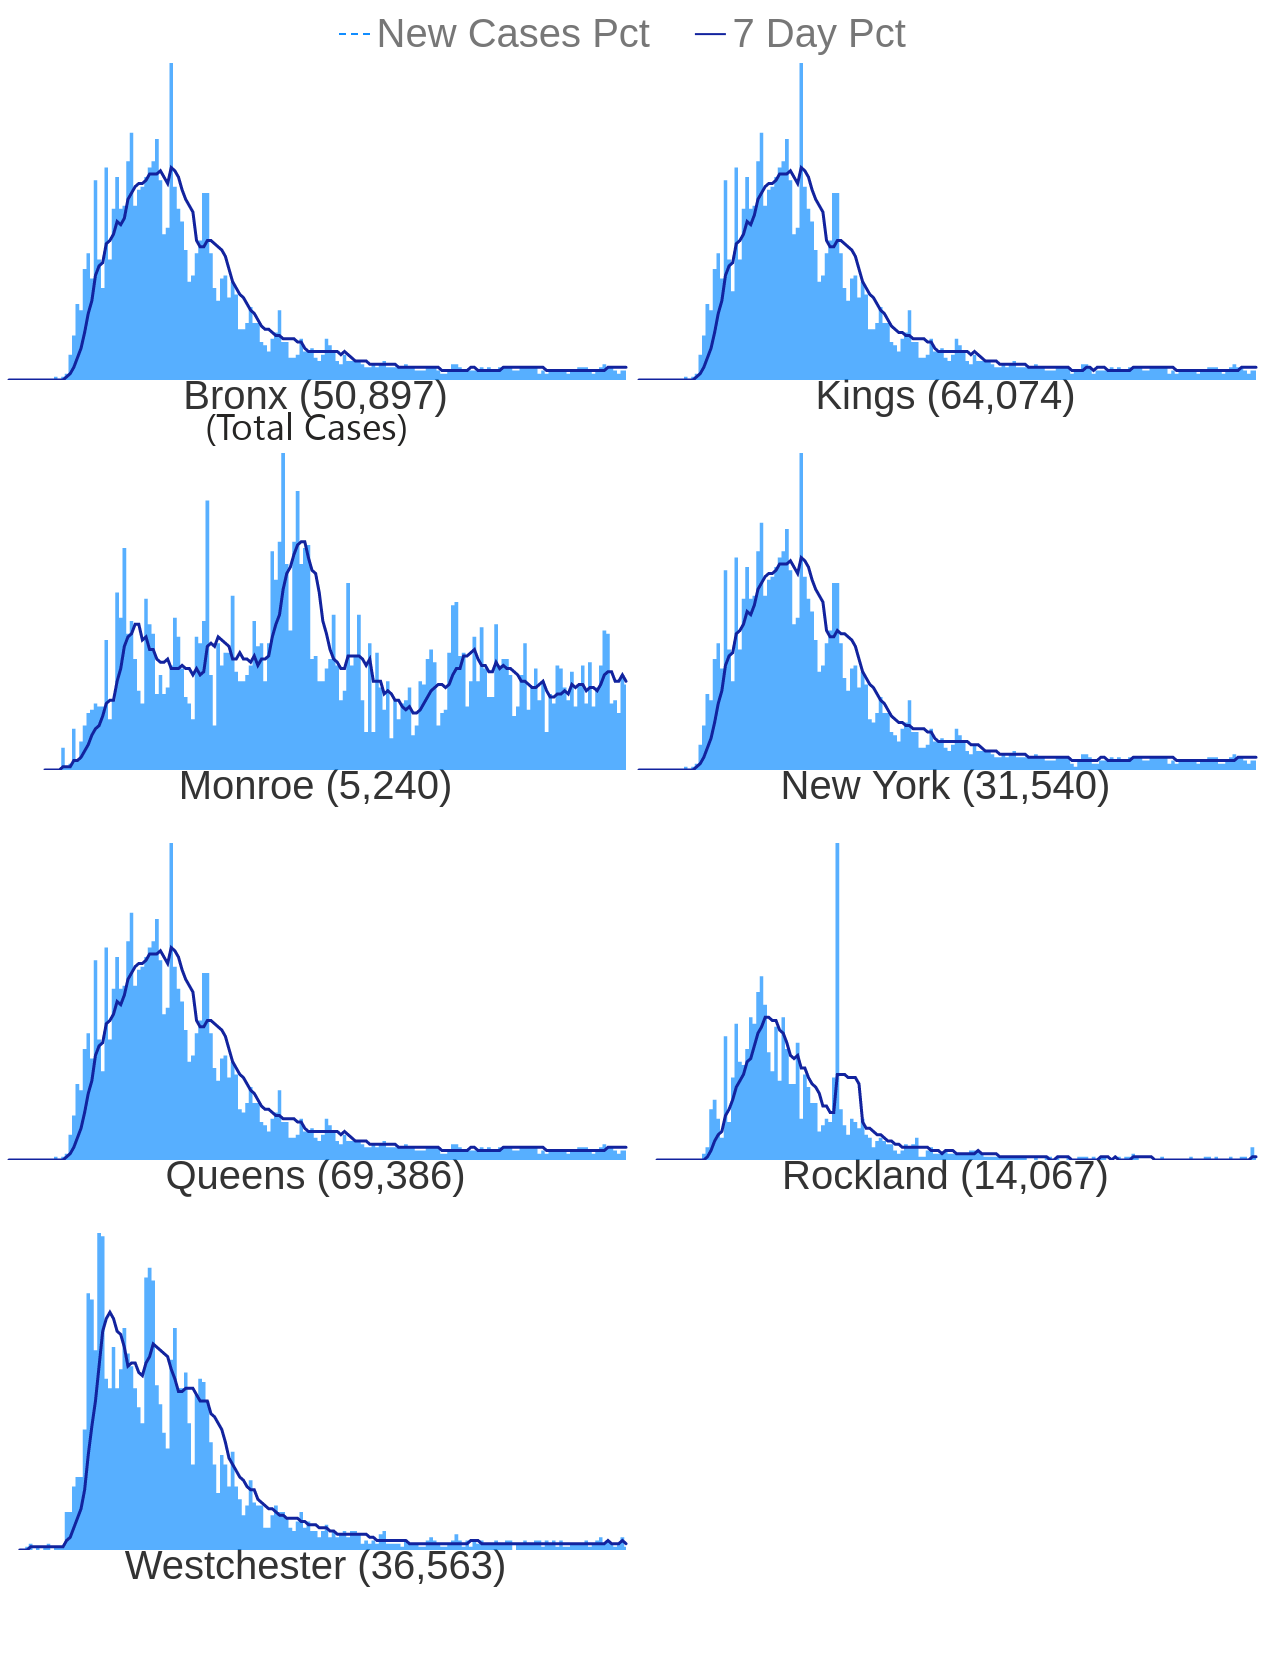 New Cases Pct 7 Day Pct
Bronx (50,897)
(Total Cases)
Kings (64,074)
Monroe (5,240)
New York (31,540)
Queens (69,386)
Rockland (14,067)
Westchester (36,563)